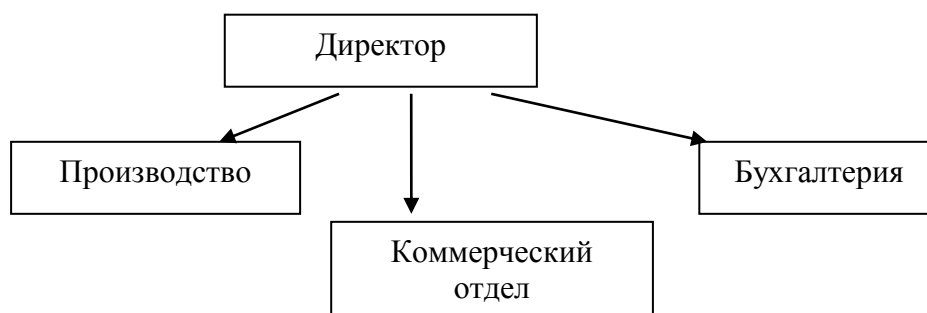 Директор
Производство
Бухгалтерия
Коммерческий
отдел